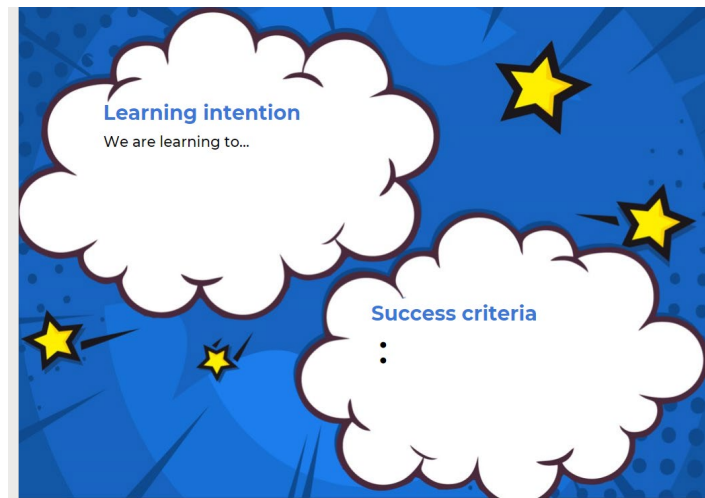 Learning intention
We are learning to...
Success criteria
•
•